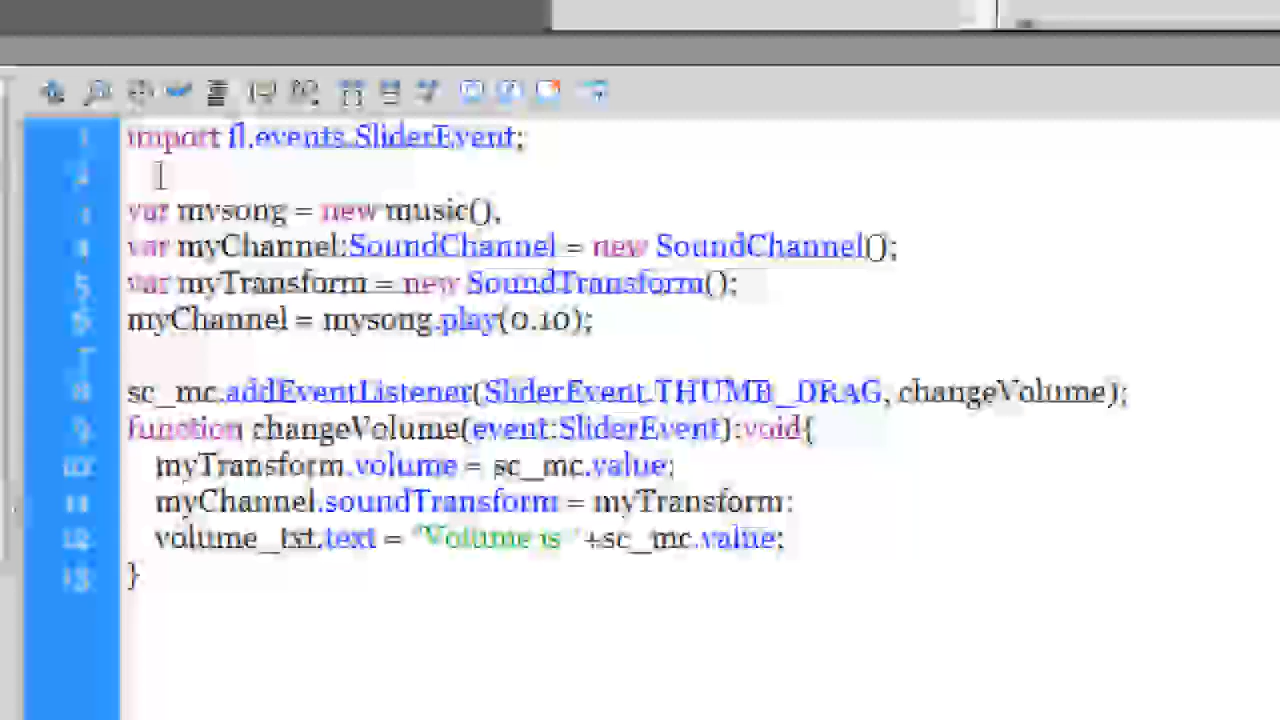 1 import fl.events.SliderEvent;
2
3 var mysong = new music();
4 var myChannel:SoundChannel = new SoundChannel();
5 var myTransform = new SoundTransform();
6 myChannel = mysong.play(0,10);
7
8 sc_mc.addEventListener(SliderEvent.THUMB_DRAG, changeVolume);
9 function changeVolume(event:SliderEvent):void{
10 myTransform.volume = sc_mc.value;
11 myChannel.soundTransform = myTransform;
12 volume_txt.text = "Volume is "+sc_mc.value;
13 }